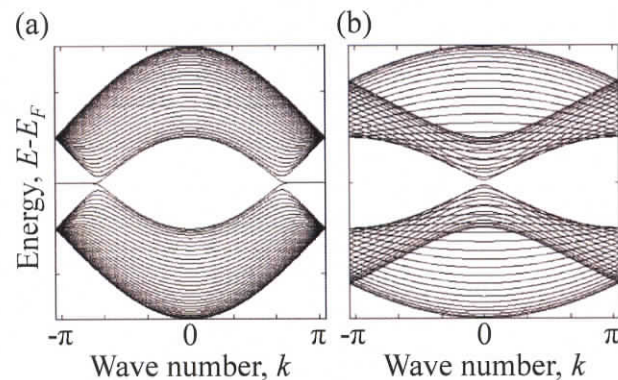 (a)
(b)
Energy, E-E_F
-π 0 π
-π 0 π
Wave number, k
Wave number, k